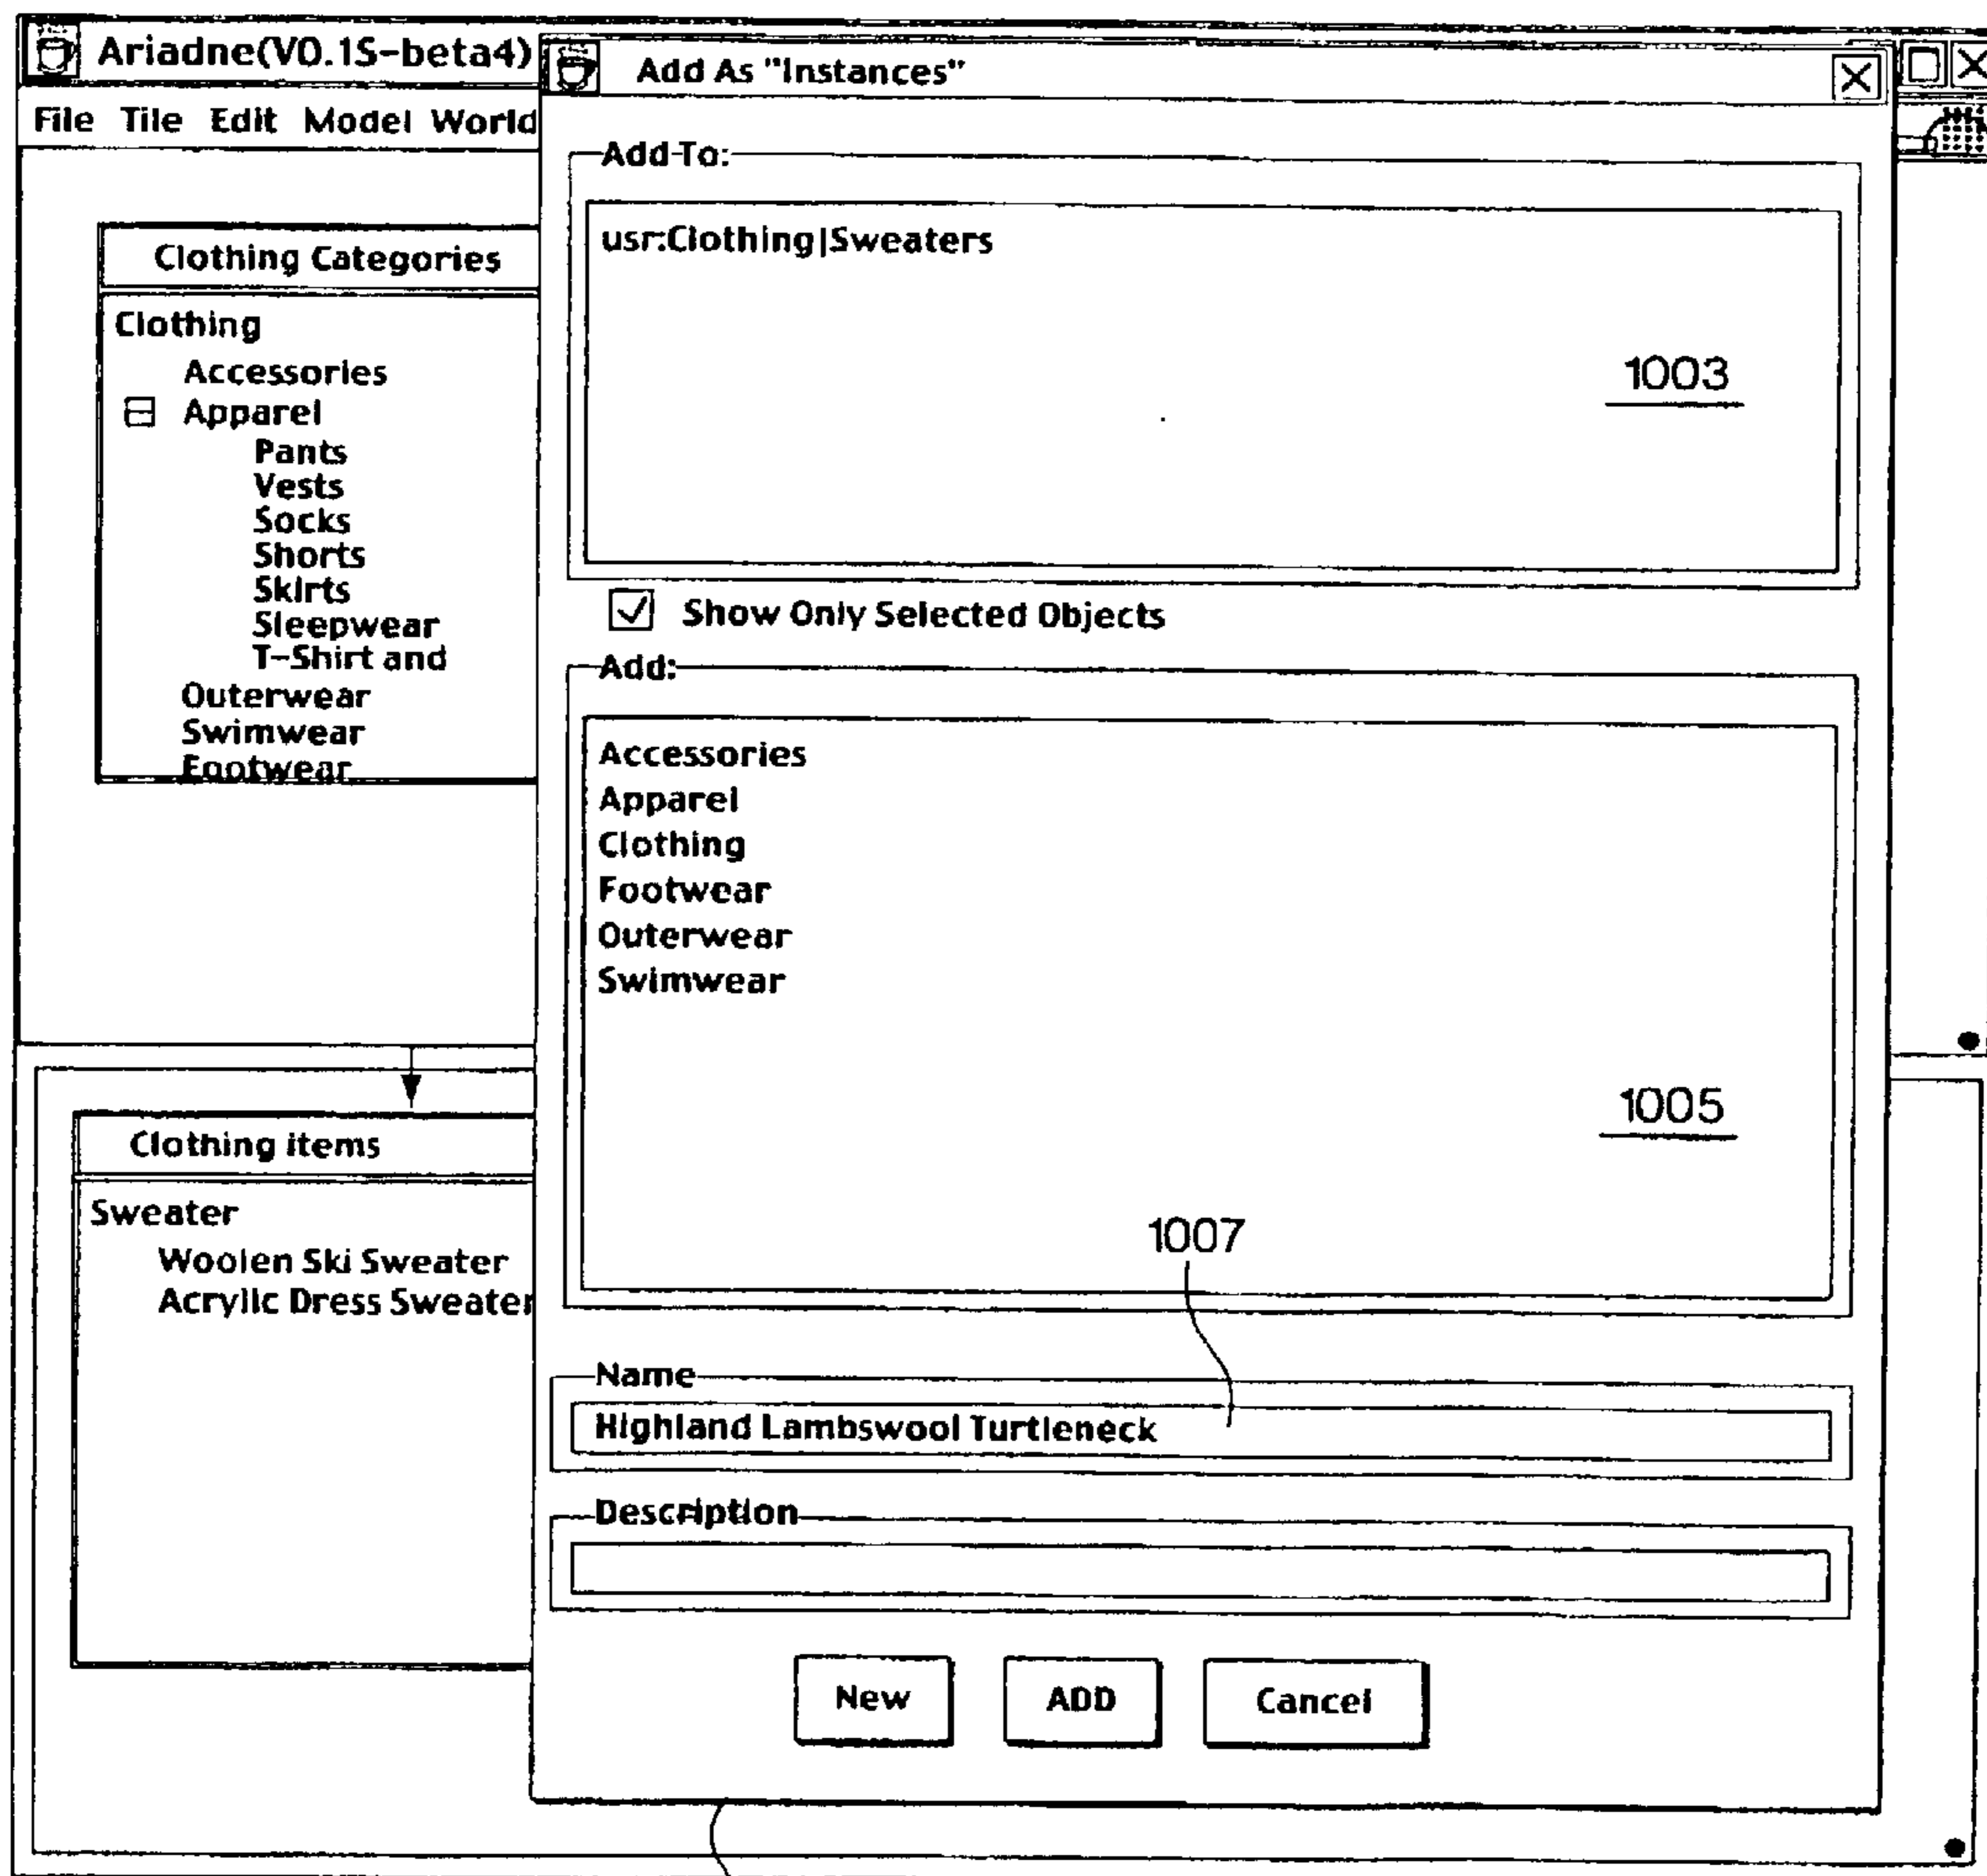 Ariadne(V0.1S-beta4)
File Tile Edit Model World
Clothing Categories
Clothing
Accessories
Apparel
Pants
Vests
Socks
Shorts
Skirts
Sleepwear
T-Shirt and
Outerwear
Swimwear
Footwear
Clothing items
Sweater
Woolen Ski Sweater
Acrylic Dress Sweater
Add As "Instances"
Add To:
usr:Clothing|Sweaters
1003
Show Only Selected Objects
Add:
Accessories
Apparel
Clothing
Footwear
Outerwear
Swimwear
1005
1007
Name
Highland Lambswool Turtleneck
Description
New ADD Cancel